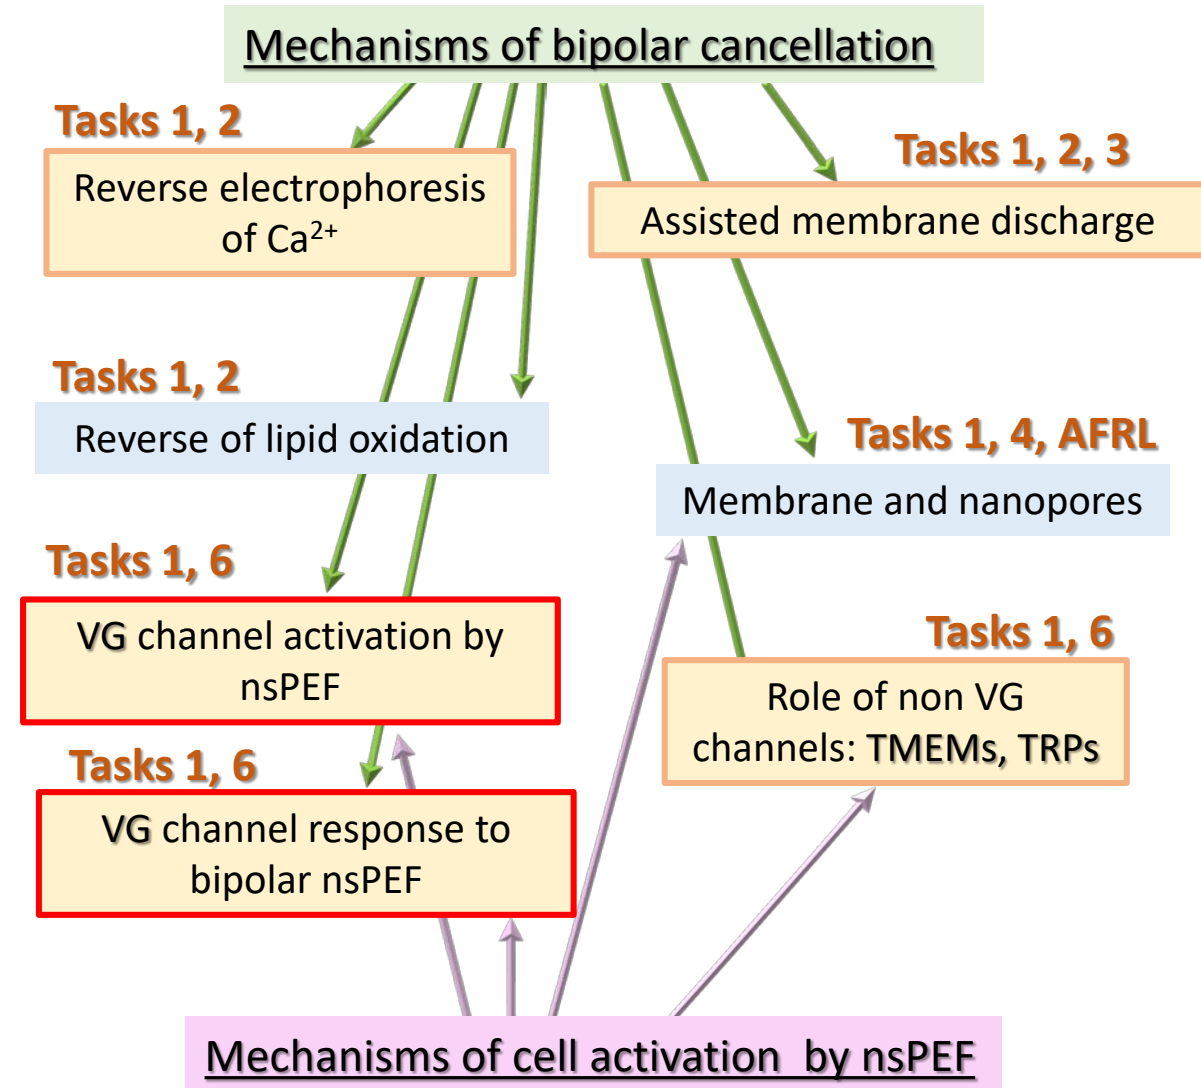 Mechanisms of bipolar cancellation
Tasks 1, 2
Reverse electrophoresis
of Ca²⁺
Tasks 1, 2, 3
Assisted membrane discharge
Tasks 1, 2
Reverse of lipid oxidation
Tasks 1, 4, AFRL
Membrane and nanopores
Tasks 1, 6
VG channel activation by
nsPEF
Tasks 1, 6
Role of non VG
channels: TMEMs, TRPs
Tasks 1, 6
VG channel response to
bipolar nsPEF
Mechanisms of cell activation  by nsPEF